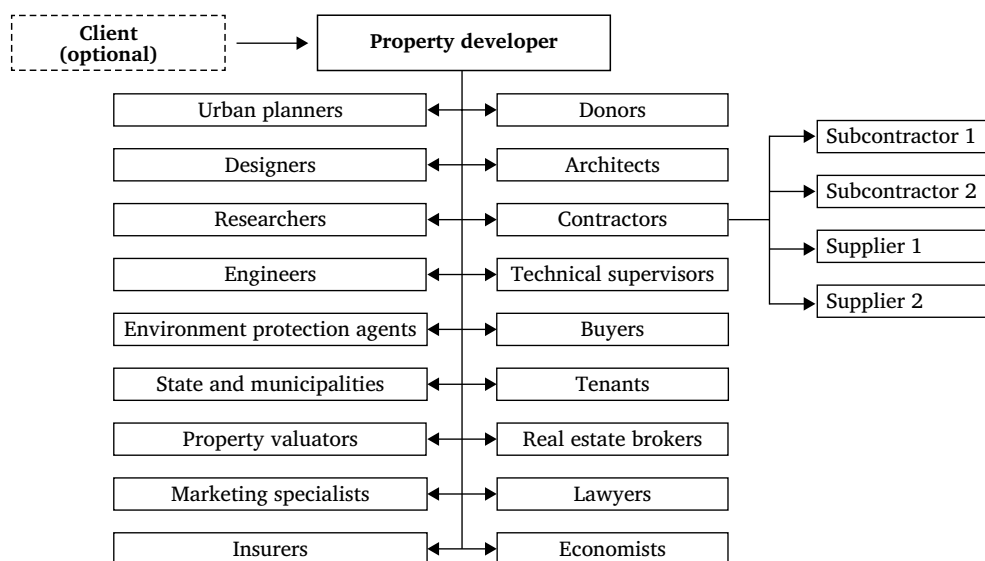 Client
(optional)
Property developer
Urban planners
Donors
Designers
Architects
Researchers
Contractors
Engineers
Technical supervisors
Environment protection agents
Buyers
State and municipalities
Tenants
Property valuators
Real estate brokers
Marketing specialists
Lawyers
Insurers
Economists
Subcontractor 1
Subcontractor 2
Supplier 1
Supplier 2